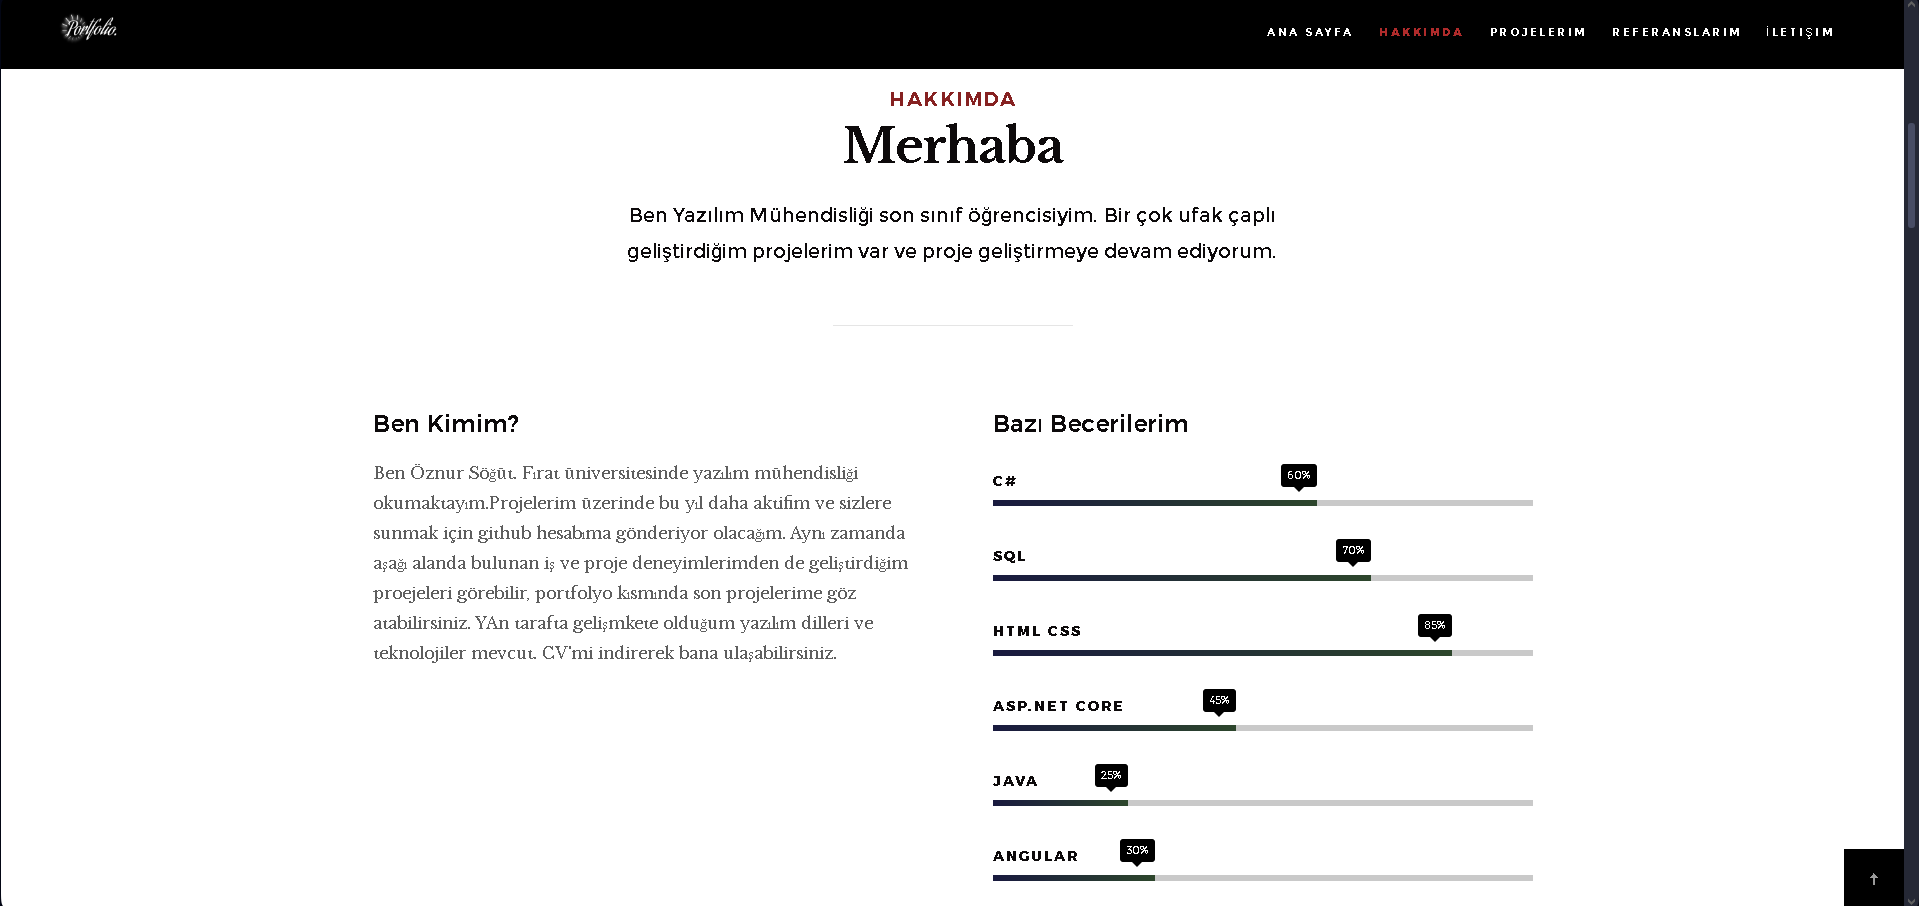 Portfolio.
ANA SAYFA HAKKIMDA PROJELERIM REFERANSLARIM İLETIŞIM
HAKKIMDA
Merhaba
Ben Yazılım Mühendisliği son sınıf öğrencisiyim. Bir çok ufak çaplı
geliştirdiğim projelerim var ve proje geliştirmeye devam ediyorum.
Ben Kimim?
Ben Öznur Söğüt. Fırat üniversitesinde yazılım mühendisliği
okumaktayım.Projelerim üzerinde bu yıl daha aktifim ve sizlere
sunmak için github hesabıma gönderiyor olacağım. Aynı zamanda
aşağı alanda bulunan iş ve proje deneyimlerimden de geliştirdiğim
proejeleri görebilir, portfolyo kısmında son projelerime göz
atabilirsiniz. YAn tarafta gelişmkete olduğum yazılım dilleri ve
teknolojiler mevcut. CV'mi indirerek bana ulaşabilirsiniz.
Bazı Becerilerim
C# 60%
SQL 70%
HTML CSS 85%
ASP.NET CORE 45%
JAVA 25%
ANGULAR 30%